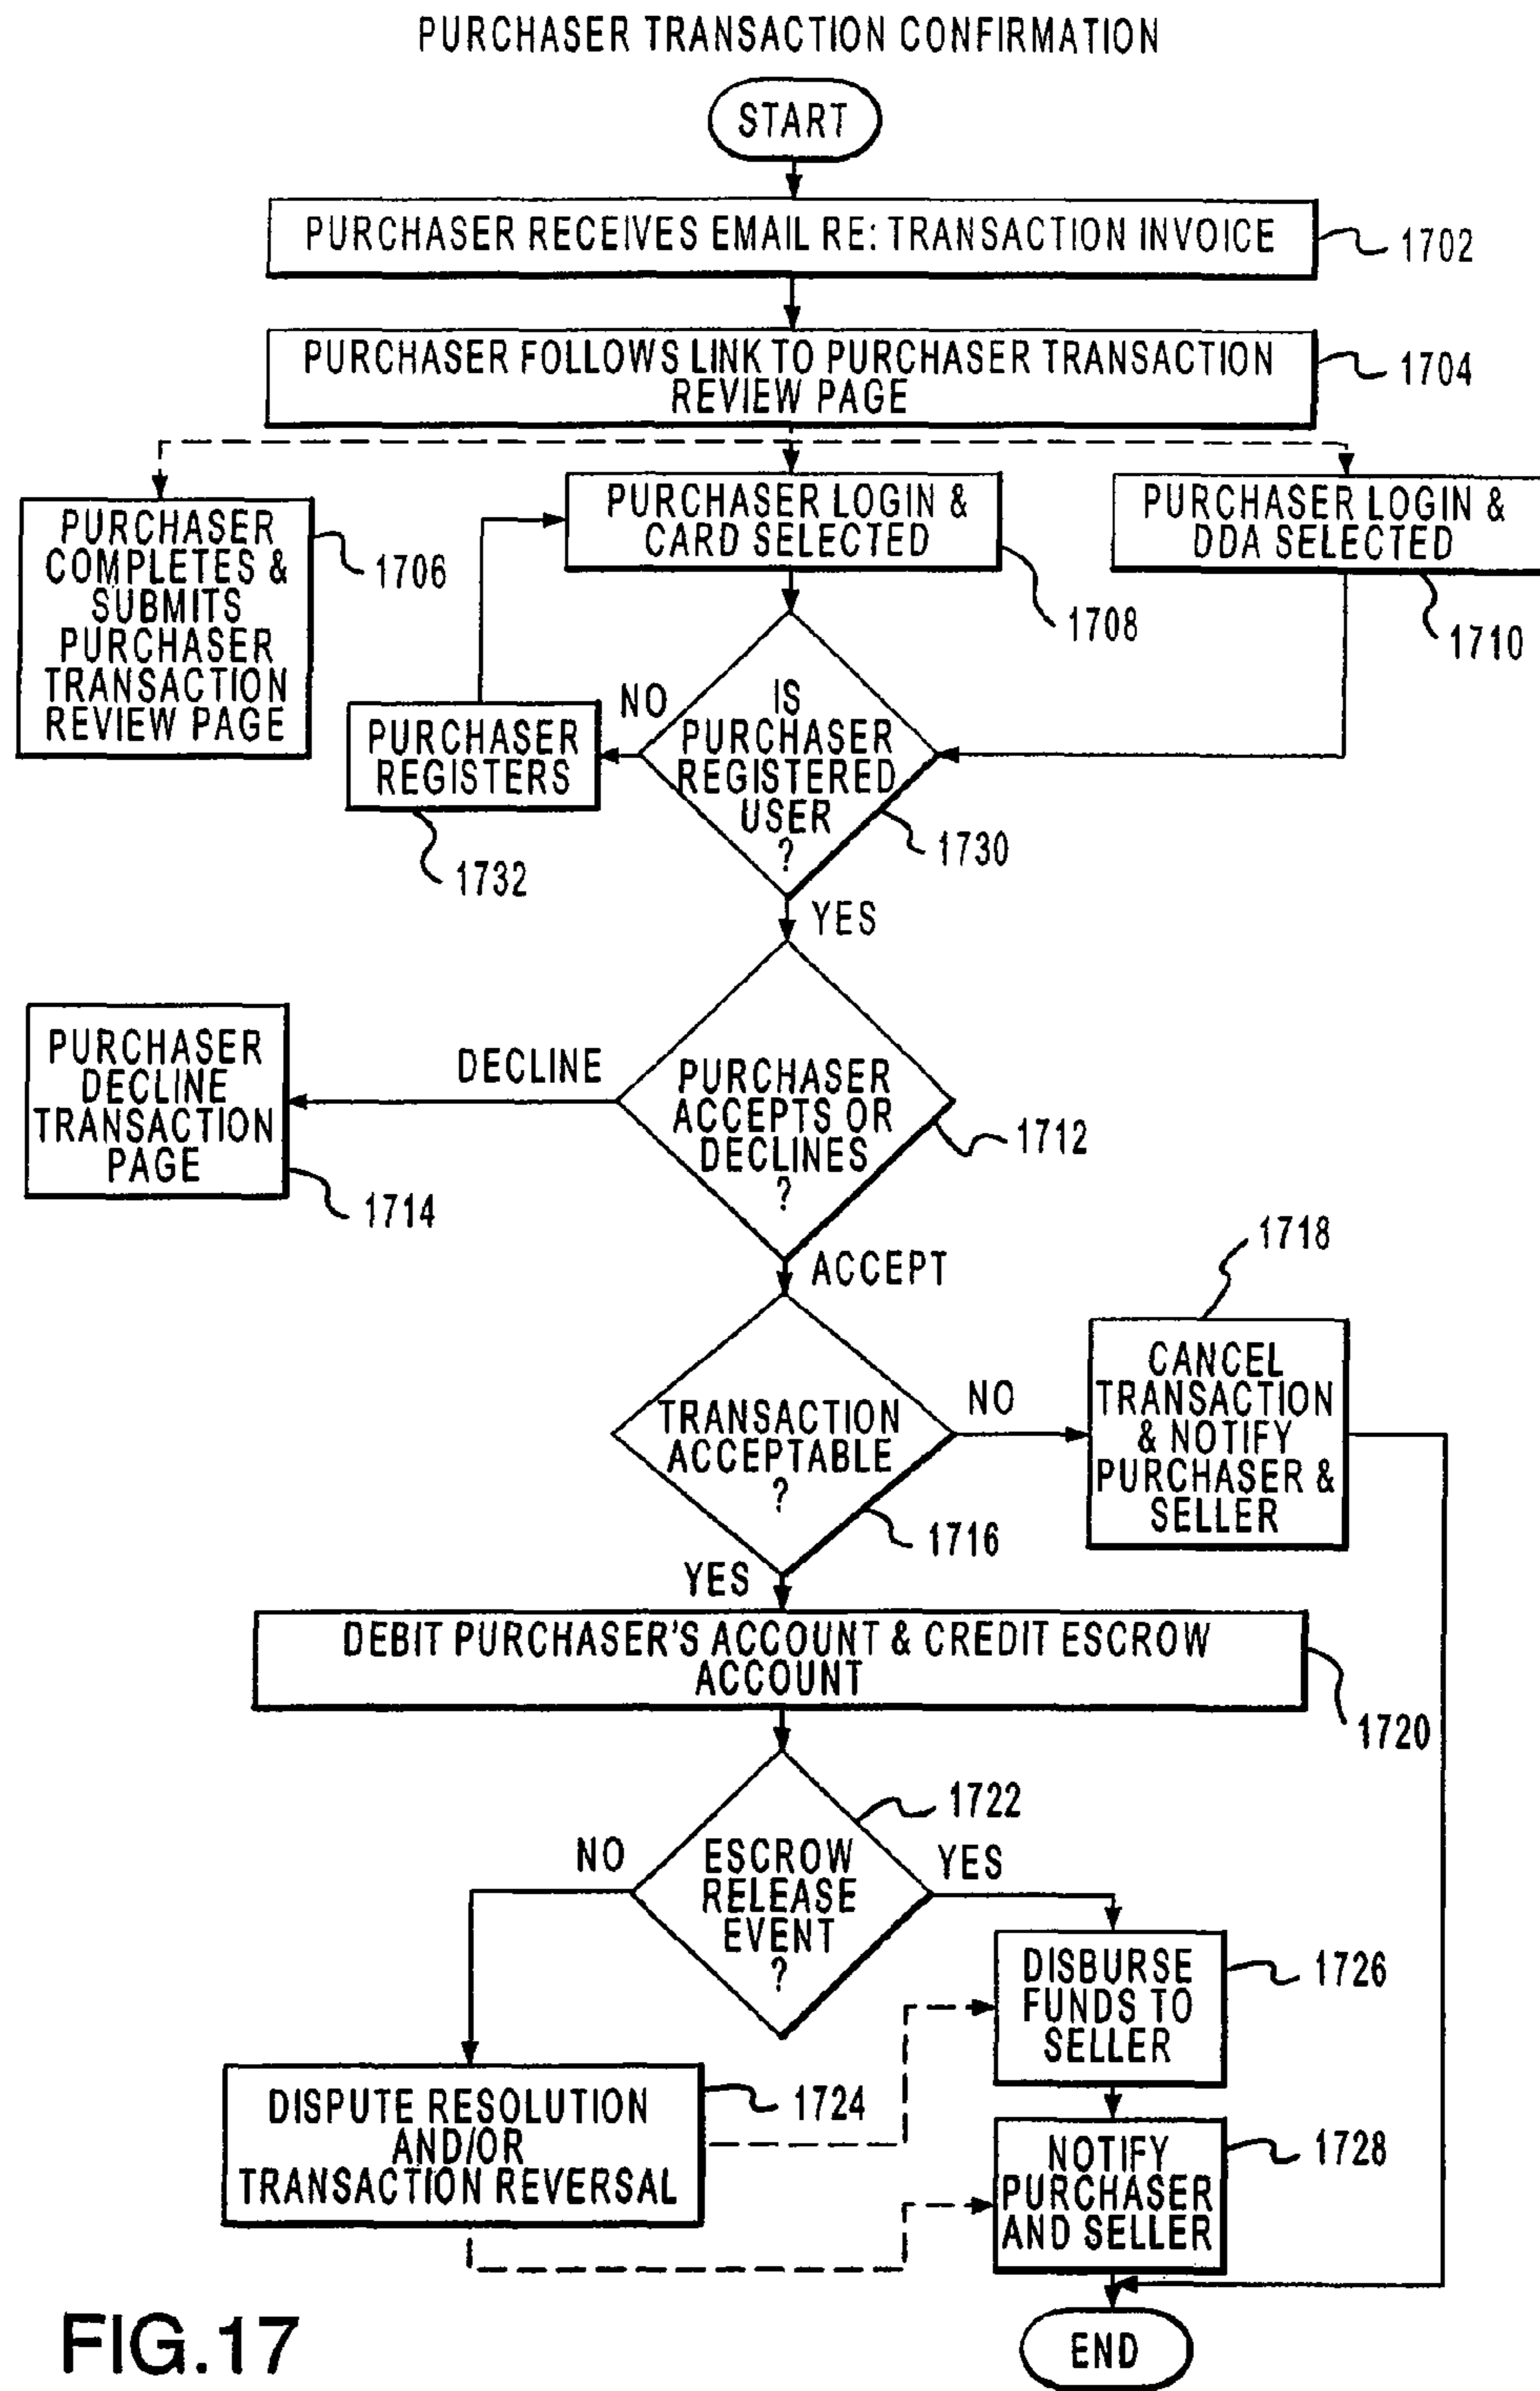 PURCHASER TRANSACTION CONFIRMATION
START
PURCHASER RECEIVES EMAIL RE: TRANSACTION INVOICE
1702
PURCHASER FOLLOWS LINK TO PURCHASER TRANSACTION
REVIEW PAGE
1704
PURCHASER
COMPLETES &
SUBMITS
PURCHASER
TRANSACTION
REVIEW PAGE
1706
PURCHASER LOGIN &
CARD SELECTED
1708
PURCHASER LOGIN &
DDA SELECTED
1710
NO
PURCHASER
REGISTERS
1732
IS
PURCHASER
REGISTERED
USER
?
1730
YES
PURCHASER
DECLINE
TRANSACTION
PAGE
1714
DECLINE
PURCHASER
ACCEPTS OR
DECLINES
?
1712
ACCEPT
1718
TRANSACTION
ACCEPTABLE
?
1716
NO
CANCEL
TRANSACTION
& NOTIFY
PURCHASER &
SELLER
YES
DEBIT PURCHASER'S ACCOUNT & CREDIT ESCROW
ACCOUNT
1720
1722
NO
ESCROW
RELEASE
EVENT
?
YES
DISBURSE
FUNDS TO
SELLER
1726
DISPUTE RESOLUTION
AND/OR
TRANSACTION REVERSAL
1724
NOTIFY
PURCHASER
AND SELLER
1728
END
FIG.17